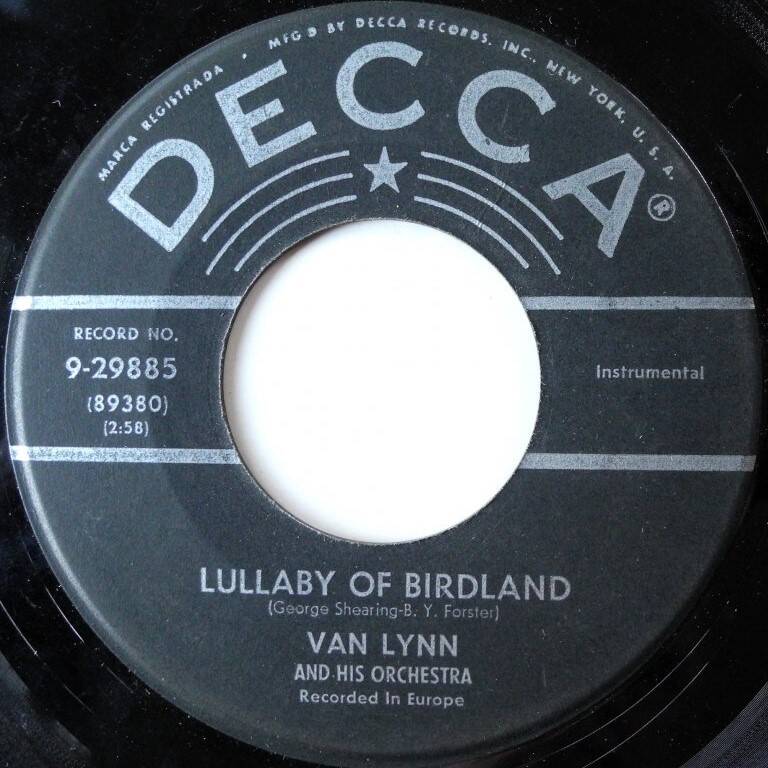 MARCA REGISTRADA • MFG'D BY DECCA RECORDS, INC., NEW YORK, U. S. A.
DECCA®
RECORD NO.
9-29885
(89380)
(2:58)
Instrumental
LULLABY OF BIRDLAND
(George Shearing-B. Y. Forster)
VAN LYNN
AND HIS ORCHESTRA
Recorded In Europe